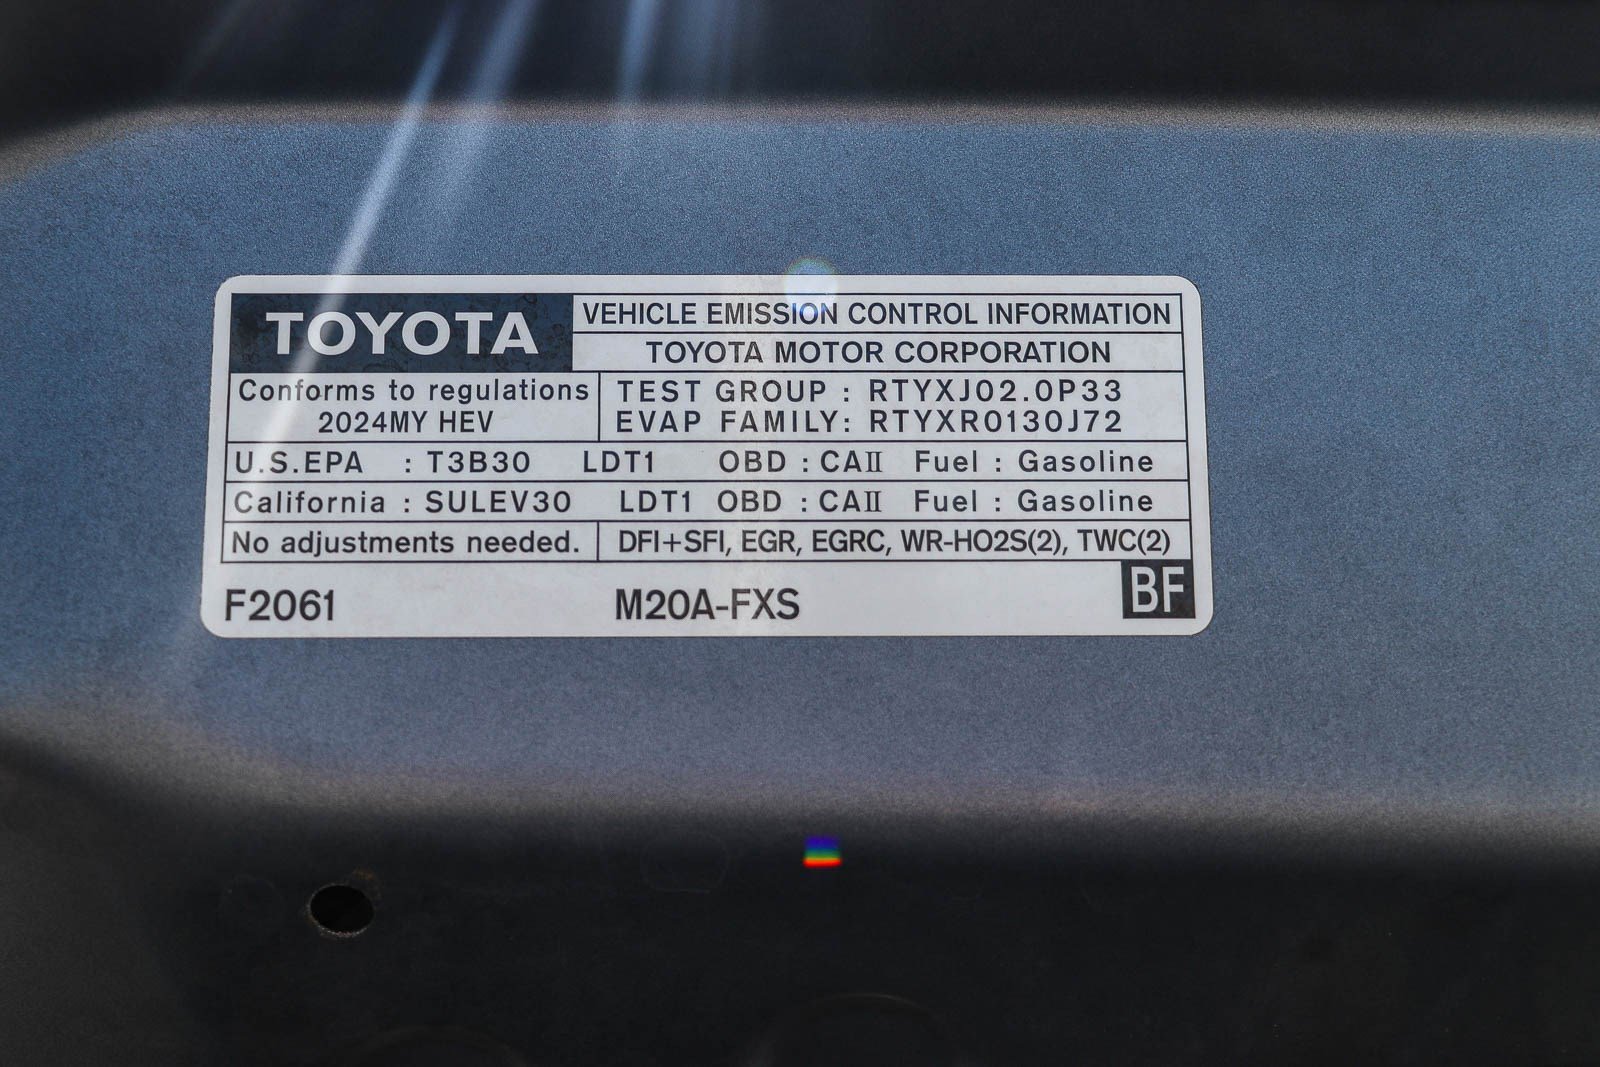 TOYOTA
VEHICLE EMISSION CONTROL INFORMATION
TOYOTA MOTOR CORPORATION
Conforms to regulations
2024MY HEV
TEST GROUP : RTYXJ02.0P33
EVAP FAMILY: RTYXR0130J72
U.S.EPA : T3B30 LDT1 OBD : CAII Fuel : Gasoline
California : SULEV30 LDT1 OBD : CAII Fuel : Gasoline
No adjustments needed.
DFI+SFI, EGR, EGRC, WR-HO2S(2), TWC(2)
F2061 M20A-FXS BF